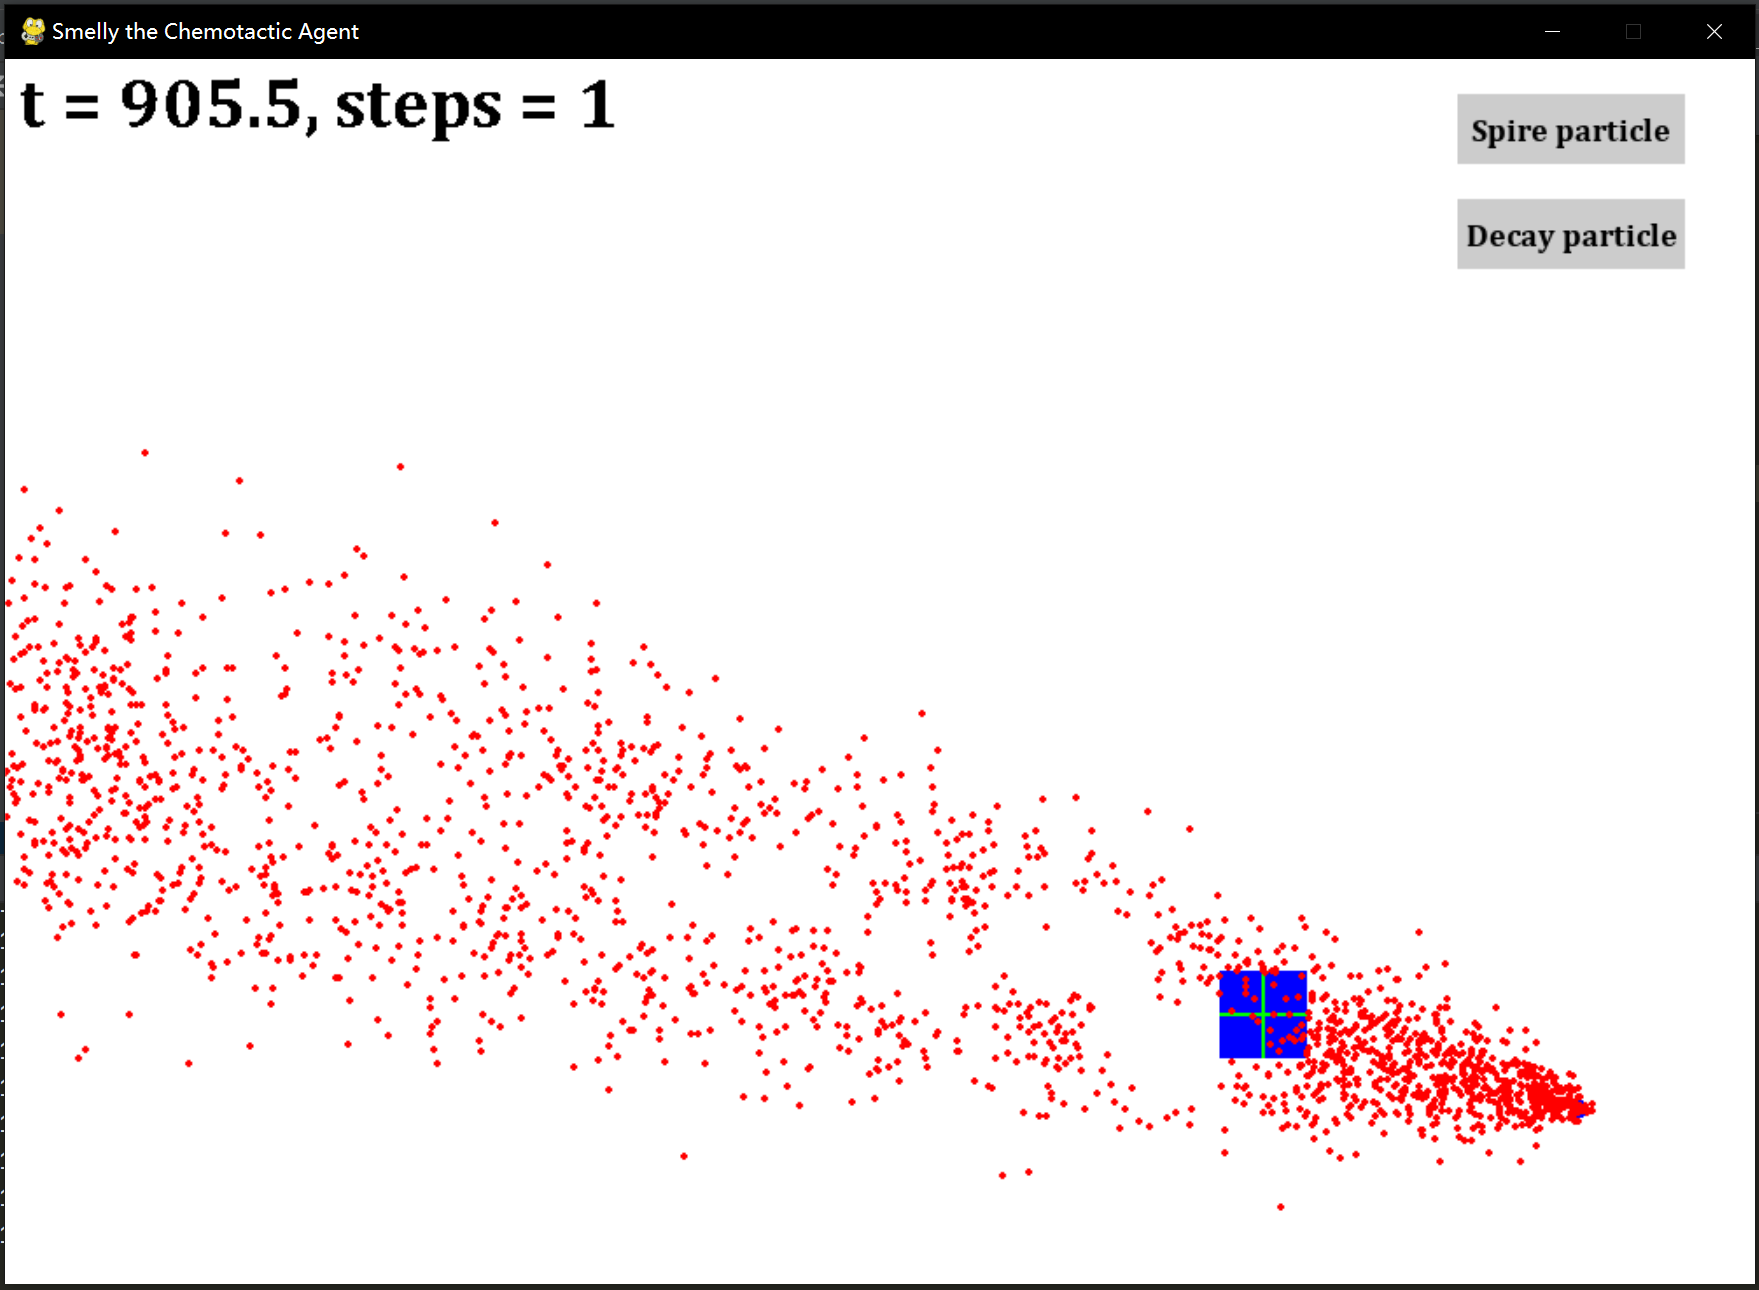 Smelly the Chemotactic Agent
t = 905.5, steps = 1
Spire particle
Decay particle